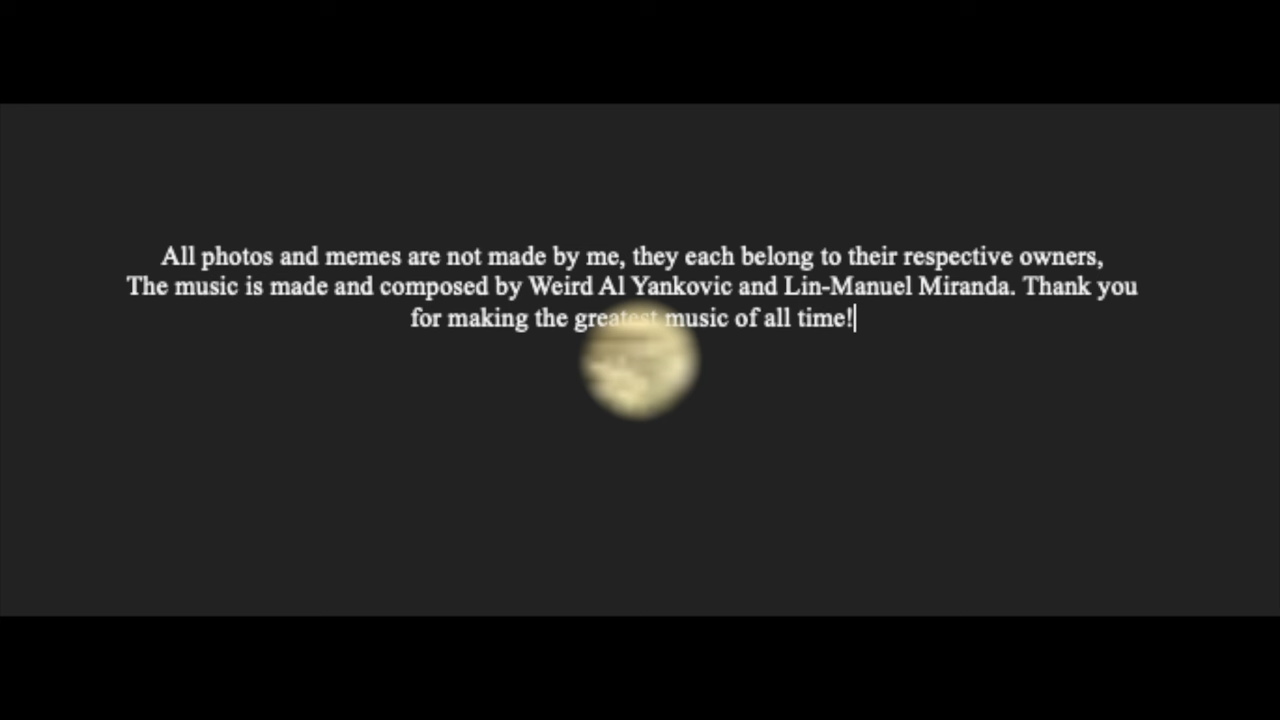 All photos and memes are not made by me, they each belong to their respective owners,
The music is made and composed by Weird Al Yankovic and Lin-Manuel Miranda. Thank you
for making the greatest music of all time!